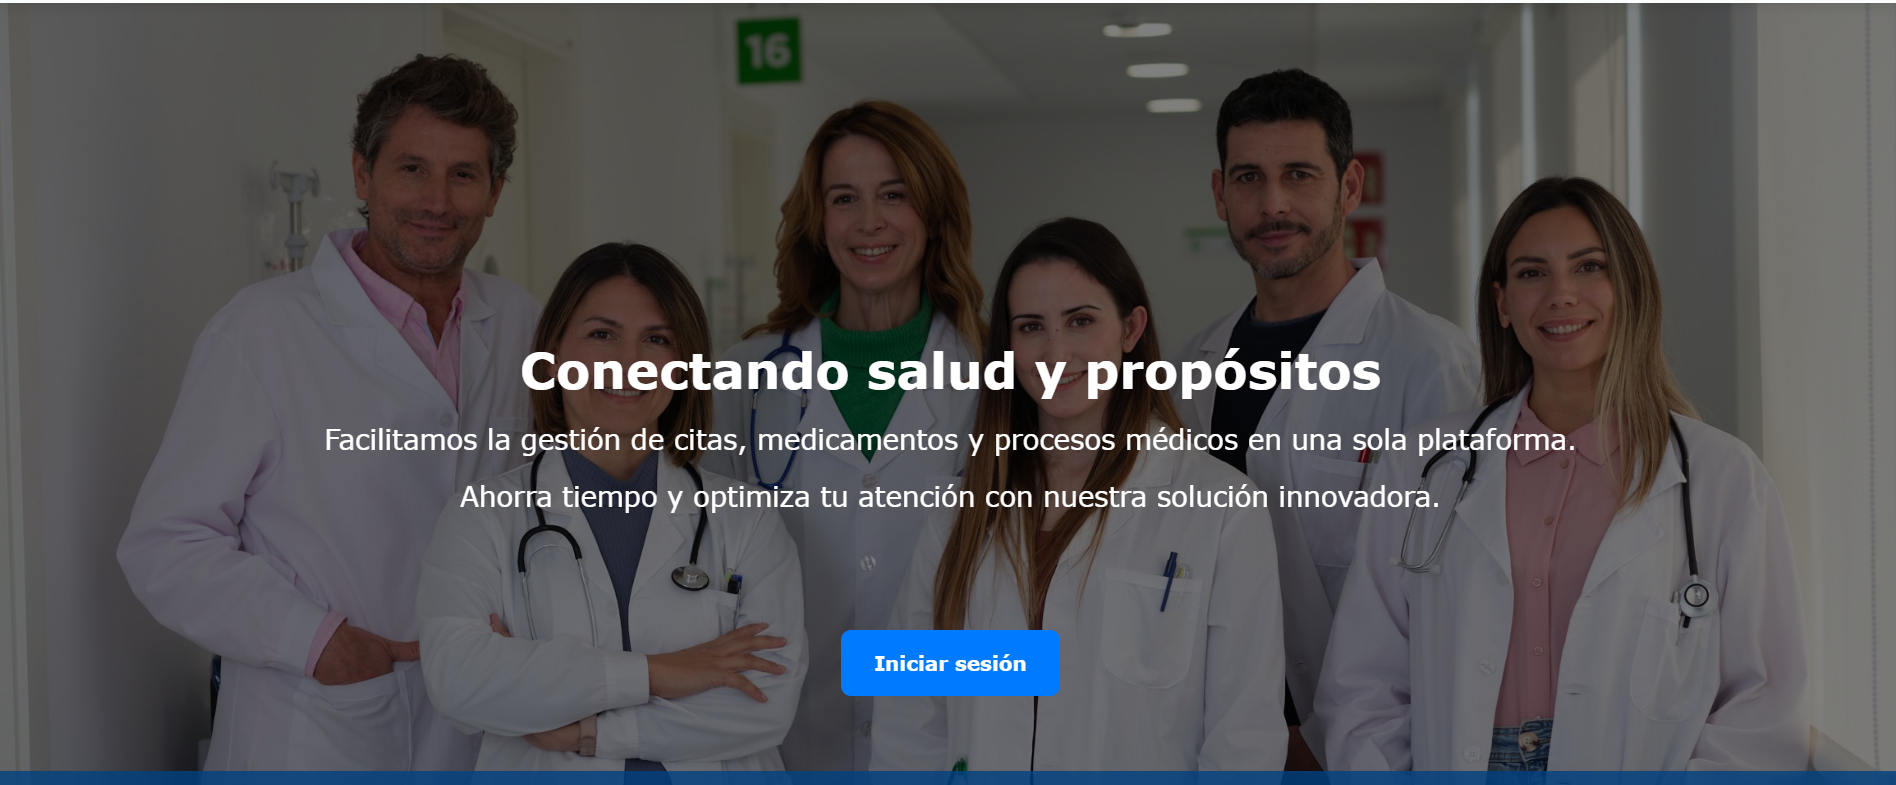 16
Conectando salud y propósitos
Facilitamos la gestión de citas, medicamentos y procesos médicos en una sola plataforma.
Ahorra tiempo y optimiza tu atención con nuestra solución innovadora.
Iniciar sesión